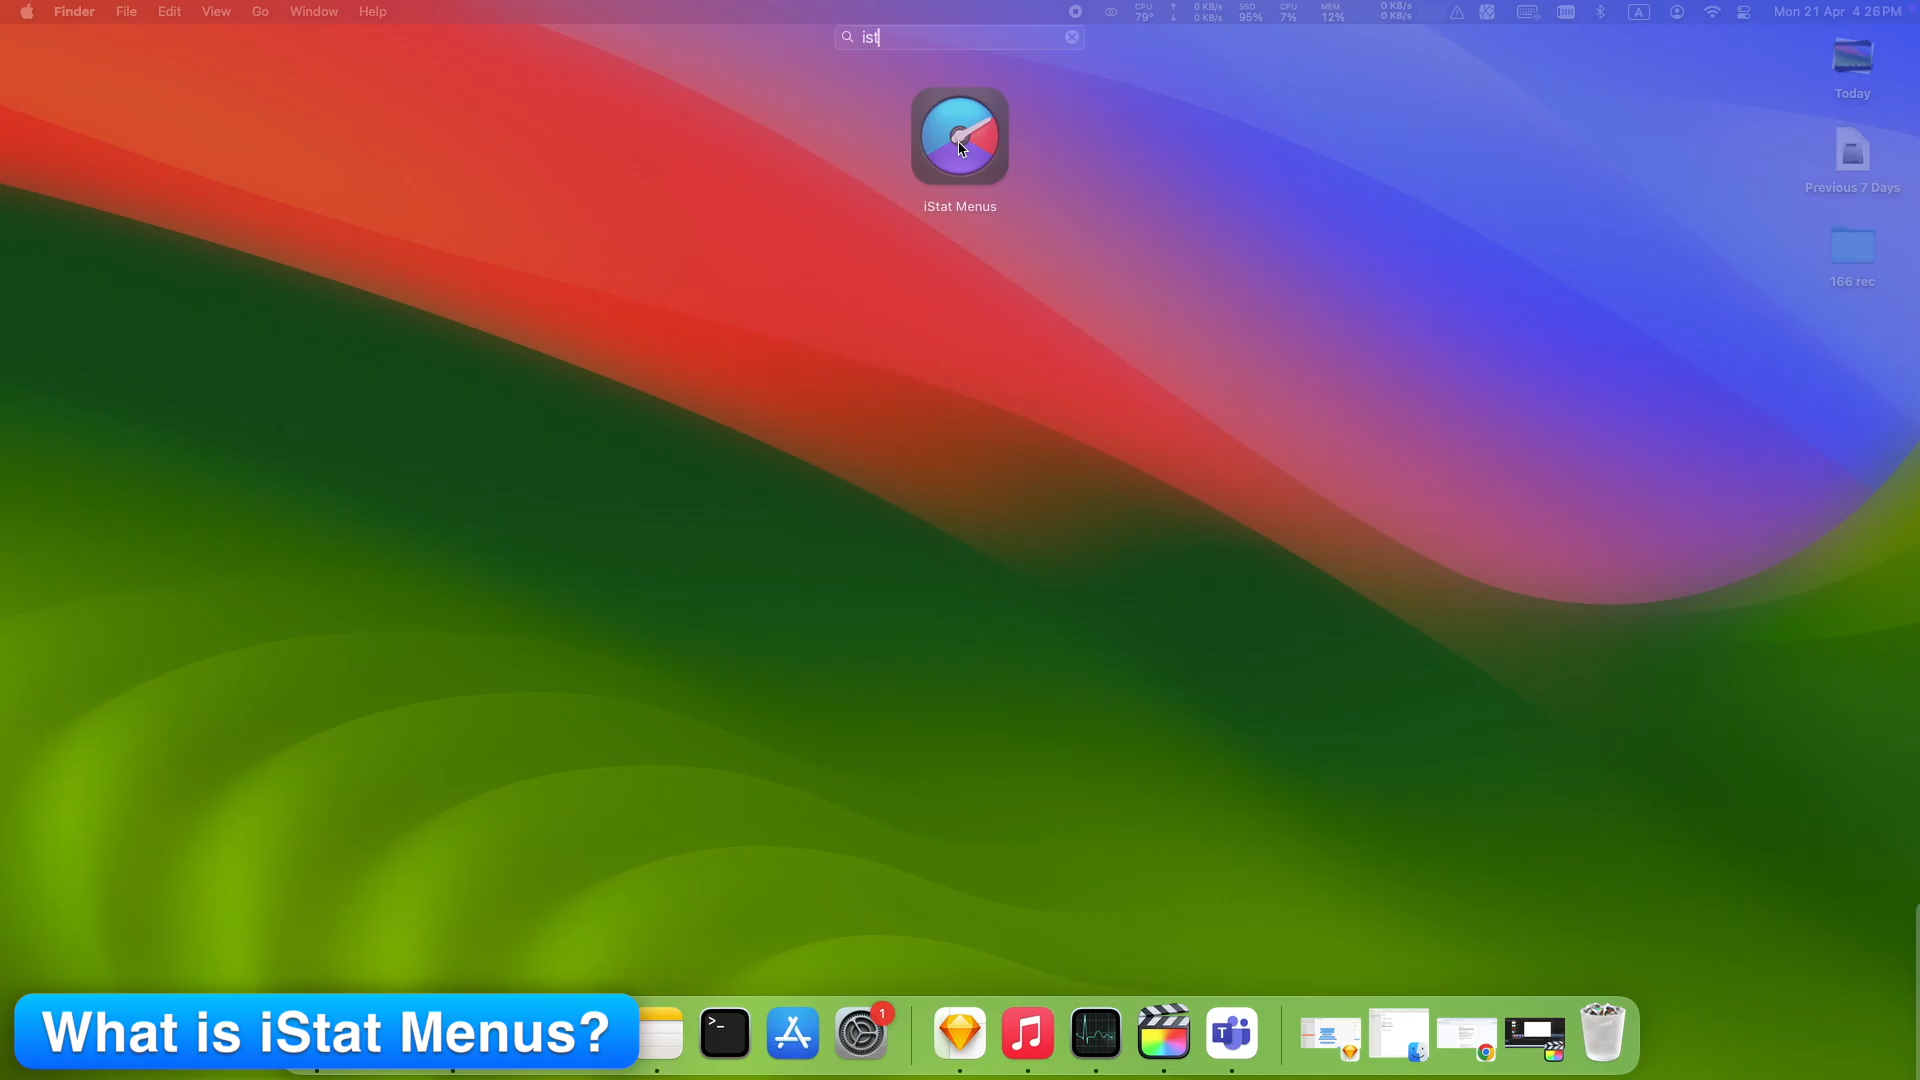 Finder File Edit View Go Window Help
CPU 79° ↑ ↓ 0 KB/s 0 KB/s SSD 95% CPU 7% MEM 12% 0 KB/s 0 KB/s A Mon 21 Apr 4 26 PM
ist
Today
Previous 7 Days
iStat Menus
166 rec
What is iStat Menus?
>_
1
T